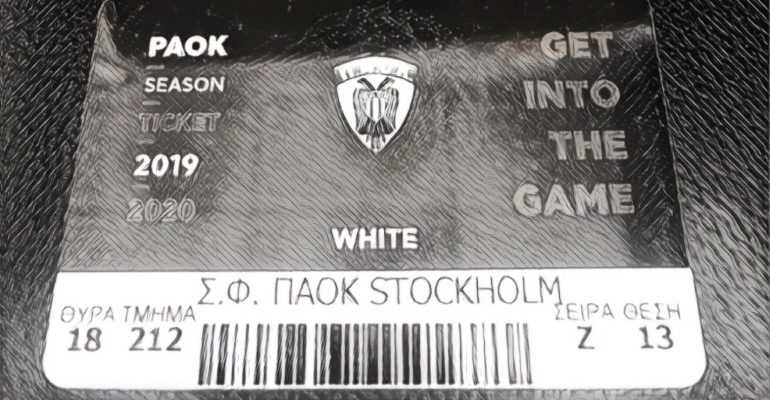 PAOK
SEASON
TICKET
2019
2020
GET
INTO
THE
GAME
WHITE
Σ.Φ. ΠΑΟΚ STOCKHOLM
ΘΥΡΑ ΤΜΗΜΑ
18 212
ΣΕΙΡΑ ΘΕΣΗ
Ζ 13